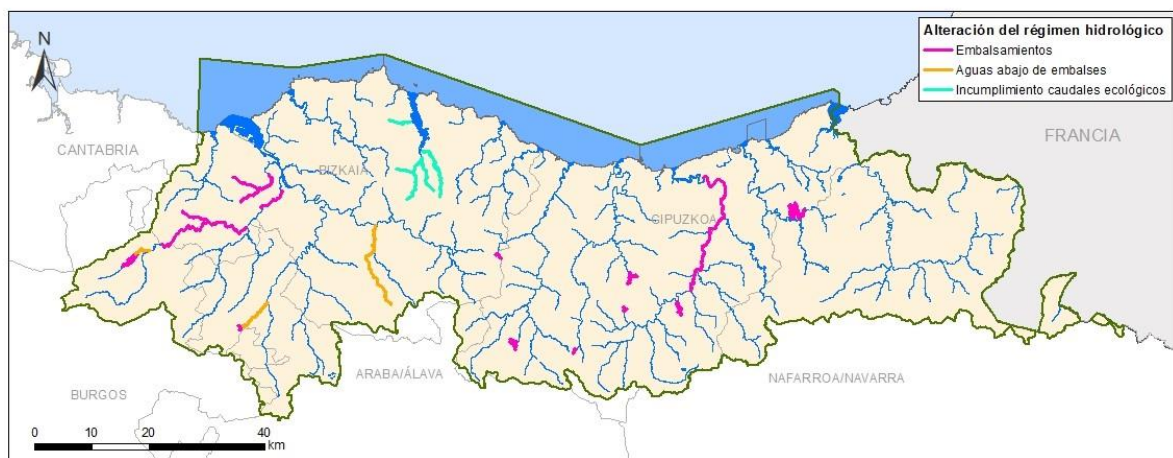 Alteración del régimen hidrológico
Embalsamientos
Aguas abajo de embalses
Incumplimiento caudales ecológicos
N
FRANCIA
CANTABRIA
BIZKAIA
GIPUZKOA
ARABA/ÁLAVA
NAFARROA/NAVARRA
BURGOS
0 10 20 40
km